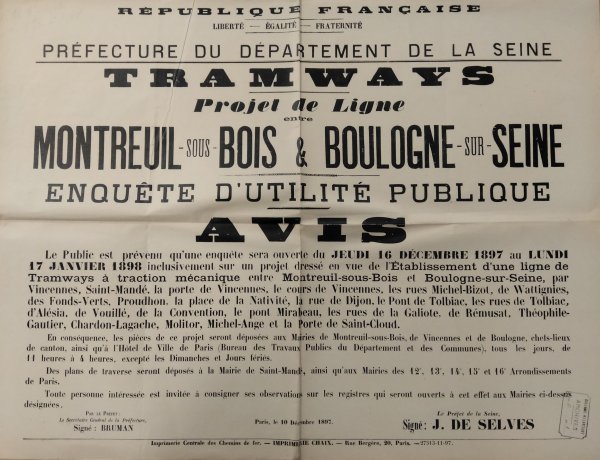 RÉPUBLIQUE FRANÇAISE
LIBERTÉ — ÉGALITÉ — FRATERNITÉ
PRÉFECTURE DU DÉPARTEMENT DE LA SEINE
TRAMWAYS
Projet de Ligne
entre
MONTREUIL-SOUS-BOIS & BOULOGNE-SUR-SEINE
ENQUÊTE D'UTILITÉ PUBLIQUE
AVIS
Le Public est prévenu qu'une enquête sera ouverte du JEUDI 16 DÉCEMBRE 1897 au LUNDI
17 JANVIER 1898 inclusivement sur un projet dressé en vue de l'Établissement d'une ligne de
Tramways à traction mécanique entre Montreuil-sous-Bois et Boulogne-sur-Seine, par
Vincennes, Saint-Mandé, la porte de Vincennes, le cours de Vincennes, les rues Michel-Bizot, de Wattignies,
des Fonds-Verts, Proudhon, la place de la Nativité, la rue de Dijon, le Pont de Tolbiac, les rues de Tolbiac,
d'Alésia, de Vouillé, de la Convention, le pont Mirabeau, les rues de la Galiote, de Rémusat, Théophile-
Gautier, Chardon-Lagache, Molitor, Michel-Ange et la Porte de Saint-Cloud.
En conséquence, les pièces de ce projet seront déposées aux Mairies de Montreuil-sous-Bois, de Vincennes et de Boulogne, chefs-lieux
de canton, ainsi qu'à l'Hôtel de Ville de Paris (Bureau des Travaux Publics du Département et des Communes), tous les jours, de
11 heures à 4 heures, excepté les Dimanches et Jours fériés.
Des plans de traverse seront déposés à la Mairie de Saint-Mandé, ainsi qu'aux Mairies des 12e, 13e, 14e, 15e et 16e Arrondissements
de Paris.
Toute personne intéressée est invitée à consigner ses observations sur les registres qui seront ouverts à cet effet aux Mairies ci-dessus
désignées.
PAR LE PRÉFET:
Le Secrétaire Général de la Préfecture,
Signé: BRUMAN
Paris, le 10 Décembre 1897.
Le Préfet de la Seine,
Signé: J. DE SELVES
Imprimerie Centrale des Chemins de fer. — IMPRIMERIE CHAIX. — Rue Bergère, 20, Paris. — 27513-11-97.